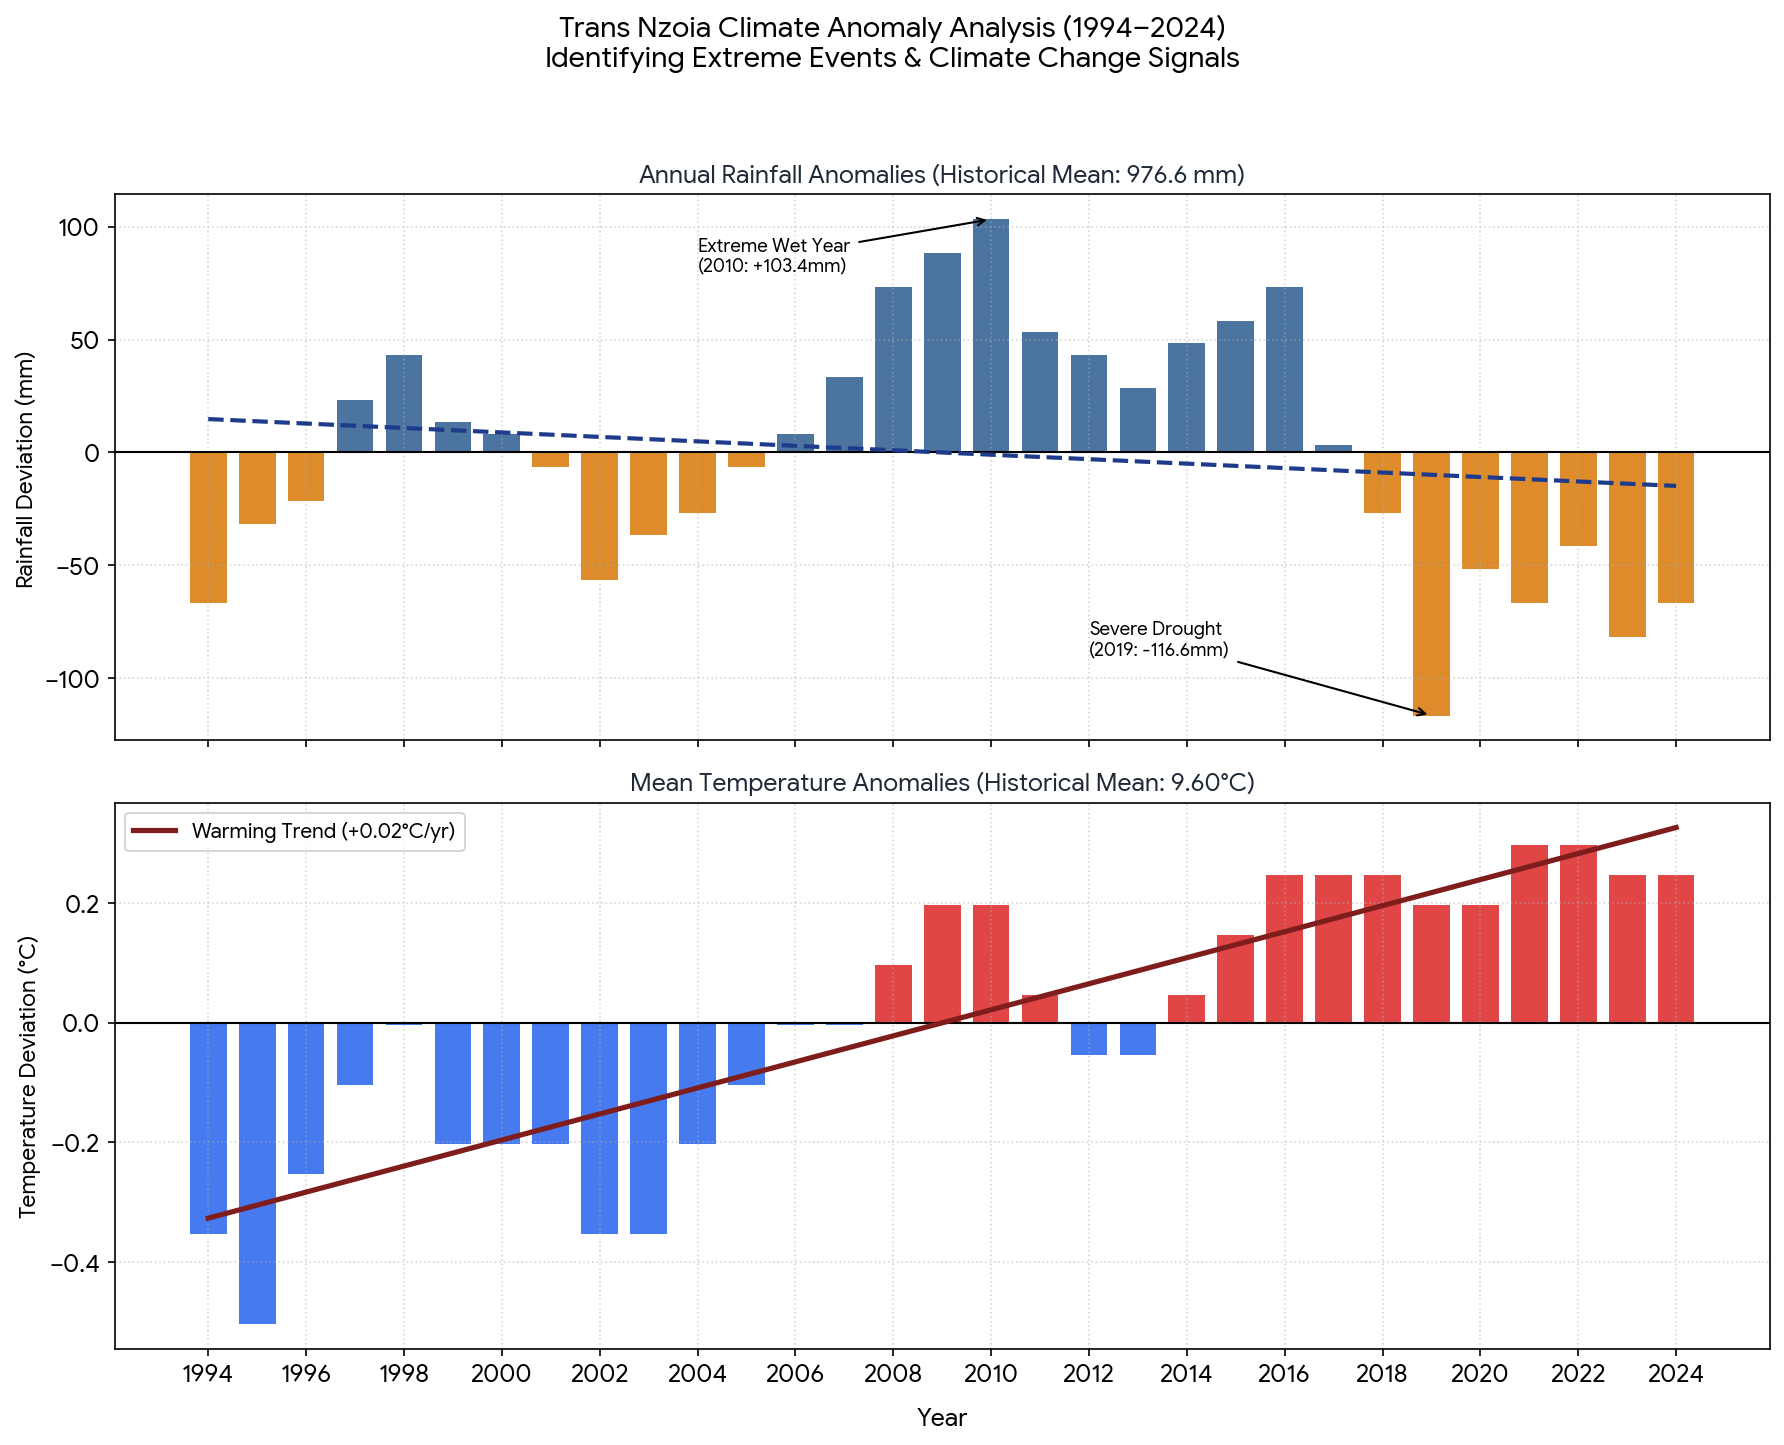 Trans Nzoia Climate Anomaly Analysis (1994–2024)
Identifying Extreme Events & Climate Change Signals
Annual Rainfall Anomalies (Historical Mean: 976.6 mm)
Rainfall Deviation (mm)
100
50
0
−50
−100
Extreme Wet Year
(2010: +103.4mm)
Severe Drought
(2019: -116.6mm)
Mean Temperature Anomalies (Historical Mean: 9.60°C)
Temperature Deviation (°C)
Warming Trend (+0.02°C/yr)
0.2
0.0
−0.2
−0.4
1994 1996 1998 2000 2002 2004 2006 2008 2010 2012 2014 2016 2018 2020 2022 2024
Year